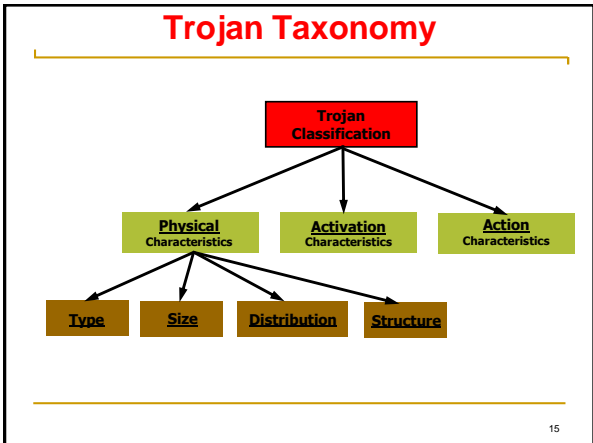 Trojan Taxonomy
Trojan
Classification
Physical
Characteristics
Activation
Characteristics
Action
Characteristics
Type
Size
Distribution
Structure
15